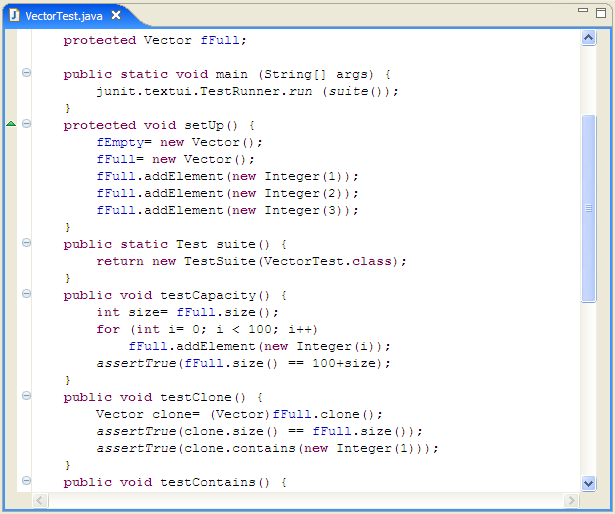 VectorTest.java
protected Vector fFull;
public static void main (String[] args) {
junit.textui.TestRunner.run (suite());
}
protected void setUp() {
fEmpty= new Vector();
fFull= new Vector();
fFull.addElement(new Integer(1));
fFull.addElement(new Integer(2));
fFull.addElement(new Integer(3));
}
public static Test suite() {
return new TestSuite(VectorTest.class);
}
public void testCapacity() {
int size= fFull.size();
for (int i= 0; i < 100; i++)
fFull.addElement(new Integer(i));
assertTrue(fFull.size() == 100+size);
}
public void testClone() {
Vector clone= (Vector)fFull.clone();
assertTrue(clone.size() == fFull.size());
assertTrue(clone.contains(new Integer(1)));
}
public void testContains() {